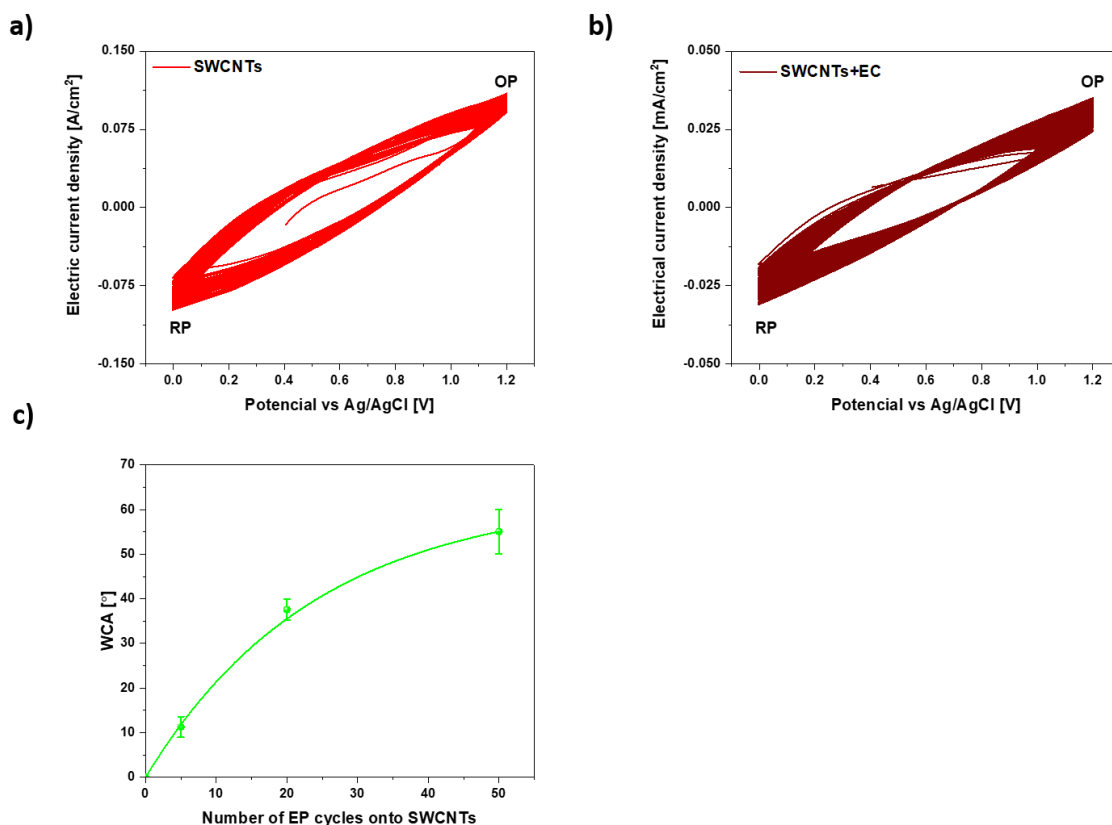 a)
0.150
0.075
0.000
-0.075
-0.150
Electric current density [A/cm²]
SWCNTs
OP
RP
0.0 0.2 0.4 0.6 0.8 1.0 1.2
Potencial vs Ag/AgCl [V]
b)
0.050
0.025
0.000
-0.025
-0.050
Electrical current density [mA/cm²]
SWCNTs+EC
OP
RP
0.0 0.2 0.4 0.6 0.8 1.0 1.2
Potencial vs Ag/AgCl [V]
c)
70
60
50
40
30
20
10
0
WCA [°]
0 10 20 30 40 50
Number of EP cycles onto SWCNTs